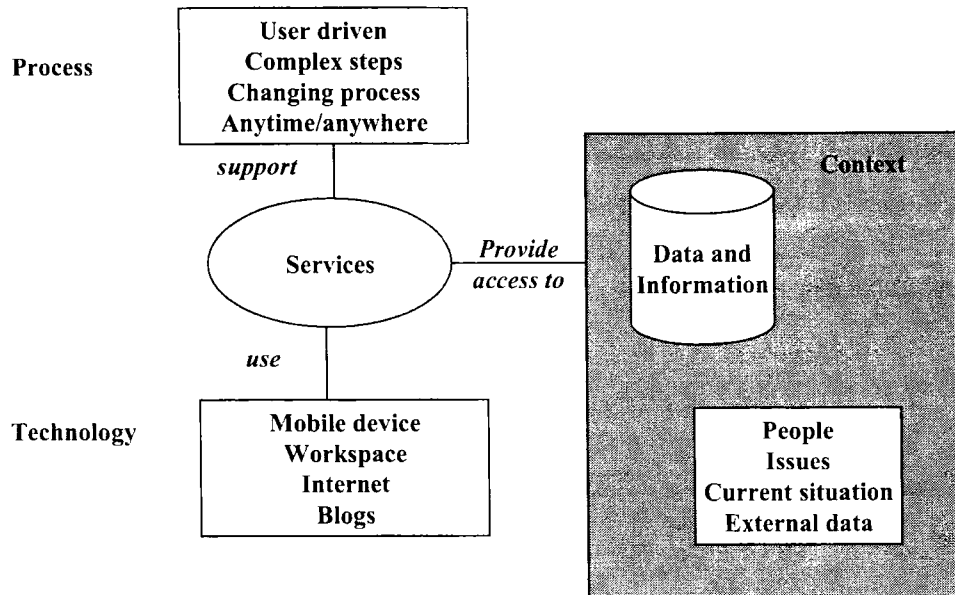 Process
User driven
Complex steps
Changing process
Anytime/anywhere
support
Context
Services
Provide
access to
Data and
Information
use
Technology
Mobile device
Workspace
Internet
Blogs
People
Issues
Current situation
External data